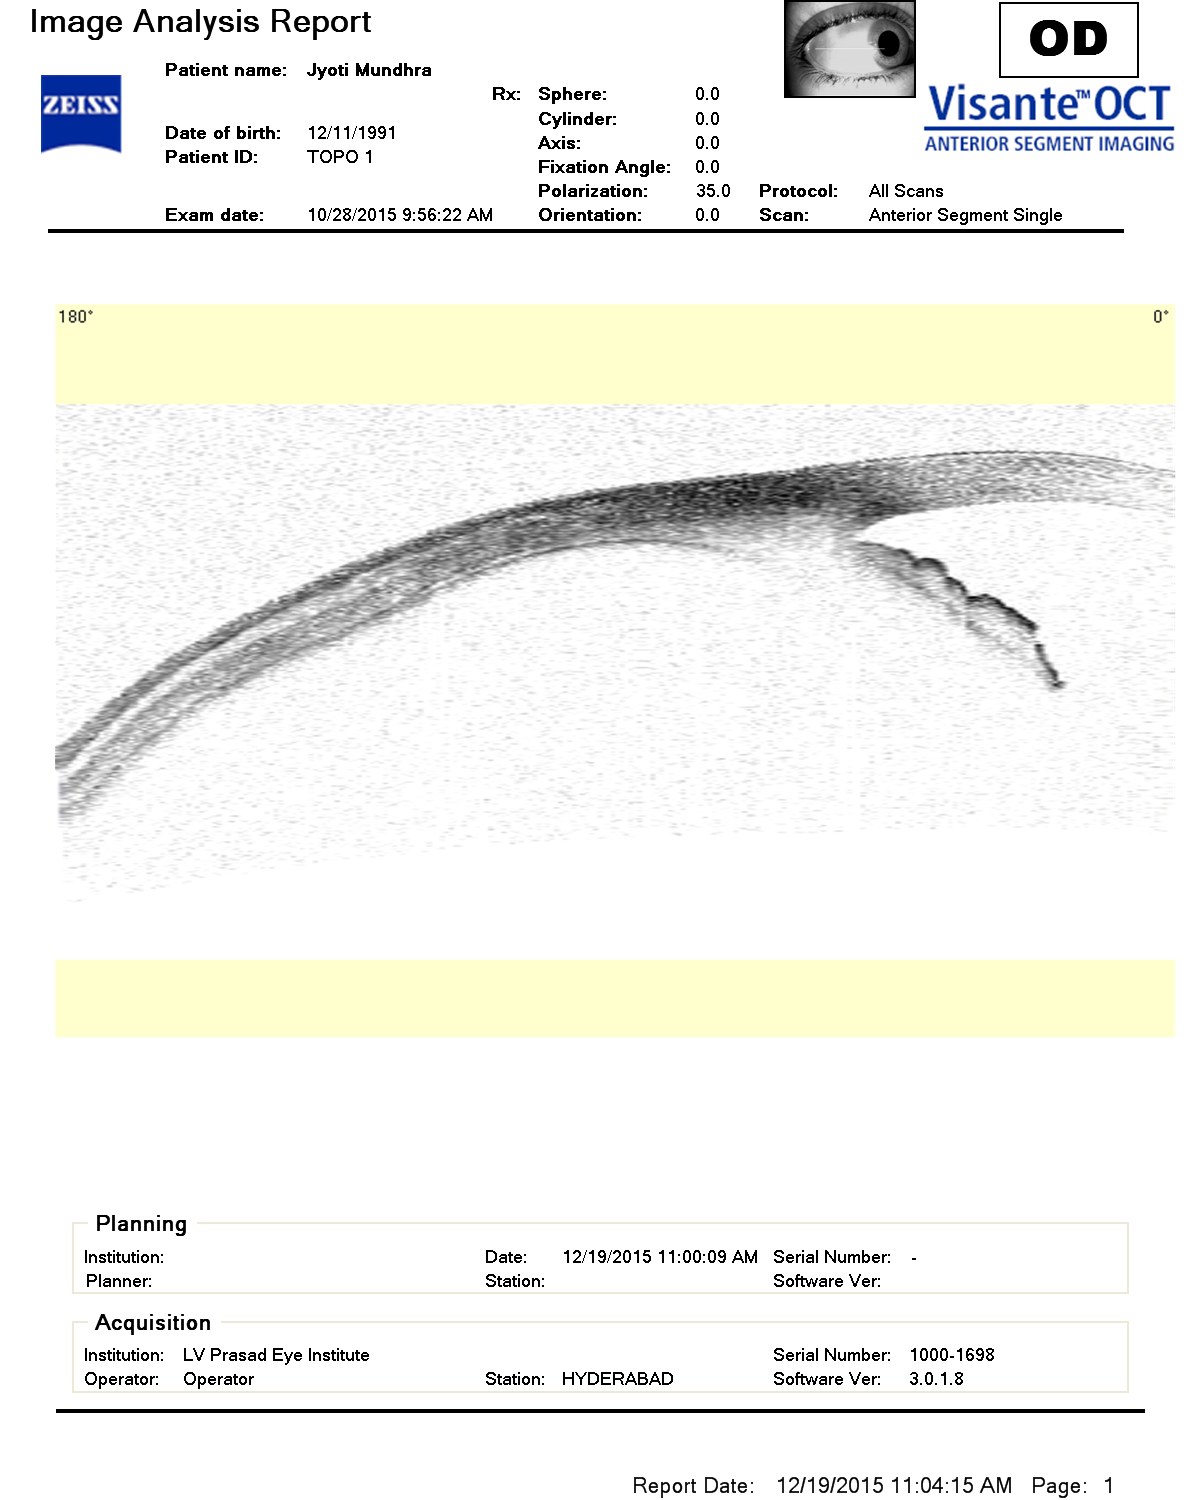 Image Analysis Report
OD
ZEISS
Visante™ OCT
ANTERIOR SEGMENT IMAGING
Patient name: Jyoti Mundhra
Date of birth: 12/11/1991
Patient ID: TOPO 1
Exam date: 10/28/2015 9:56:22 AM
Rx: Sphere: 0.0
Cylinder: 0.0
Axis: 0.0
Fixation Angle: 0.0
Polarization: 35.0
Orientation: 0.0
Protocol: All Scans
Scan: Anterior Segment Single
180° 0°
Planning
Institution: Date: 12/19/2015 11:00:09 AM Serial Number: -
Planner: Station: Software Ver:
Acquisition
Institution: LV Prasad Eye Institute Serial Number: 1000-1698
Operator: Operator Station: HYDERABAD Software Ver: 3.0.1.8
Report Date: 12/19/2015 11:04:15 AM Page: 1